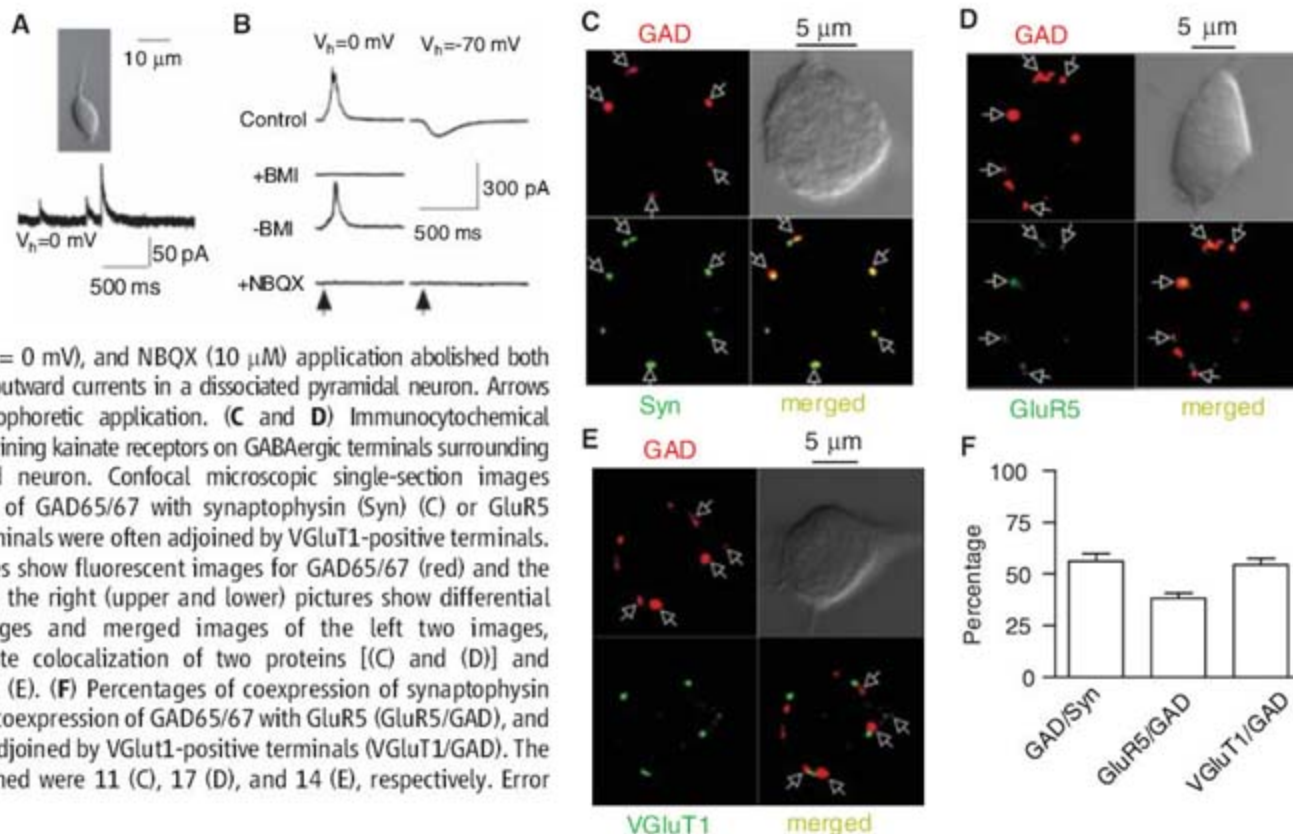 A
10 μm
Vh=0 mV
50 pA
500 ms
B
Vh=0 mV Vh=-70 mV
Control
+BMI
-BMI
+NBQX
300 pA
500 ms
C
GAD
5 μm
Syn
merged
D
GAD
5 μm
GluR5
merged
= 0 mV), and NBQX (10 μM) application abolished both
outward currents in a dissociated pyramidal neuron. Arrows
ophoretic application. (C and D) Immunocytochemical
ining kainate receptors on GABAergic terminals surrounding
l neuron. Confocal microscopic single-section images
of GAD65/67 with synaptophysin (Syn) (C) or GluR5
minals were often adjoined by VGluT1-positive terminals.
es show fluorescent images for GAD65/67 (red) and the
the right (upper and lower) pictures show differential
ges and merged images of the left two images,
te colocalization of two proteins [(C) and (D)] and
(E). (F) Percentages of coexpression of synaptophysin
coexpression of GAD65/67 with GluR5 (GluR5/GAD), and
djoined by VGlut1-positive terminals (VGluT1/GAD). The
ned were 11 (C), 17 (D), and 14 (E), respectively. Error
E
GAD
5 μm
VGluT1
merged
F
Percentage
100
75
50
25
0
GAD/Syn
GluR5/GAD
VGluT1/GAD